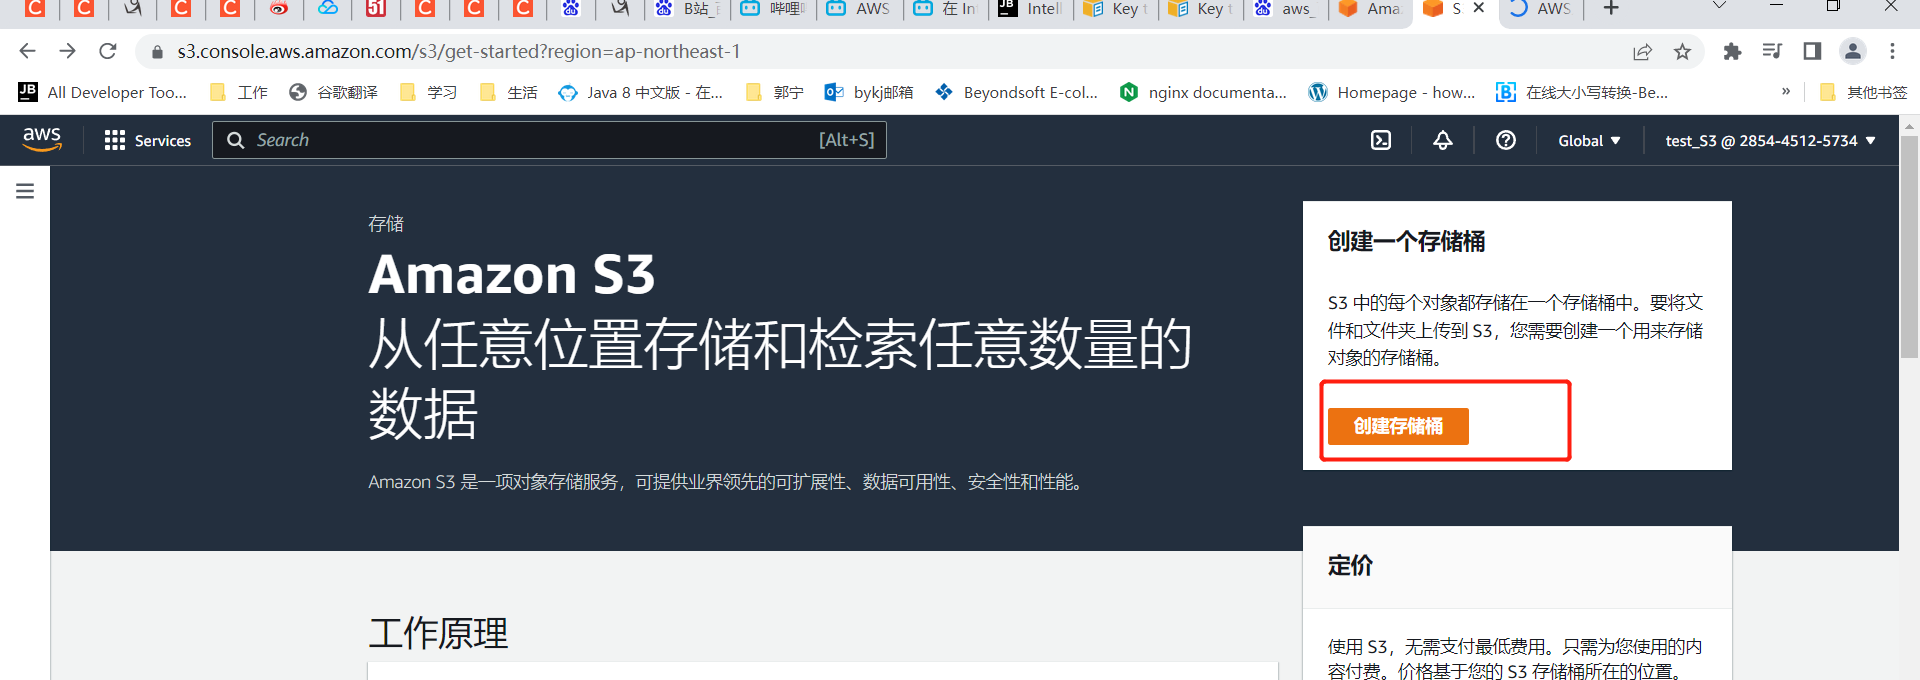 51
B站_
哔哩
AWS
在 In
Intell
Key t
Key t
aws_
Ama
S
AWS
s3.console.aws.amazon.com/s3/get-started?region=ap-northeast-1
All Developer Too...
工作
谷歌翻译
学习
生活
Java 8 中文版 - 在...
郭宁
bykj邮箱
Beyondsoft E-col...
nginx documenta...
Homepage - how...
在线大小写转换-Be...
»
其他书签
aws
Services
Search
[Alt+S]
Global
test_S3 @ 2854-4512-5734
存储
Amazon S3
从任意位置存储和检索任意数量的
数据
Amazon S3 是一项对象存储服务，可提供业界领先的可扩展性、数据可用性、安全性和性能。
创建一个存储桶
S3 中的每个对象都存储在一个存储桶中。要将文
件和文件夹上传到 S3，您需要创建一个用来存储
对象的存储桶。
创建存储桶
定价
使用 S3，无需支付最低费用。只需为您使用的内
容付费。价格基于您的 S3 存储桶所在的位置。
工作原理